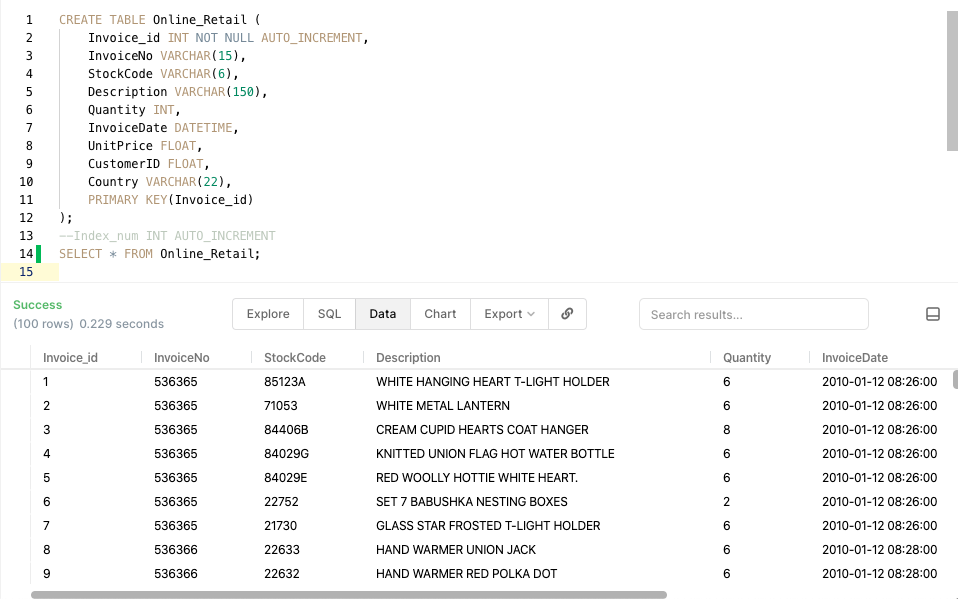 1 CREATE TABLE Online_Retail (
2 Invoice_id INT NOT NULL AUTO_INCREMENT,
3 InvoiceNo VARCHAR(15),
4 StockCode VARCHAR(6),
5 Description VARCHAR(150),
6 Quantity INT,
7 InvoiceDate DATETIME,
8 UnitPrice FLOAT,
9 CustomerID FLOAT,
10 Country VARCHAR(22),
11 PRIMARY KEY(Invoice_id)
12 );
13 --Index_num INT AUTO_INCREMENT
14 SELECT * FROM Online_Retail;
15
Success
(100 rows) 0.229 seconds
Explore SQL Data Chart Export Search results...
Invoice_id InvoiceNo StockCode Description Quantity InvoiceDate
1 536365 85123A WHITE HANGING HEART T-LIGHT HOLDER 6 2010-01-12 08:26:00
2 536365 71053 WHITE METAL LANTERN 6 2010-01-12 08:26:00
3 536365 84406B CREAM CUPID HEARTS COAT HANGER 8 2010-01-12 08:26:00
4 536365 84029G KNITTED UNION FLAG HOT WATER BOTTLE 6 2010-01-12 08:26:00
5 536365 84029E RED WOOLLY HOTTIE WHITE HEART. 6 2010-01-12 08:26:00
6 536365 22752 SET 7 BABUSHKA NESTING BOXES 2 2010-01-12 08:26:00
7 536365 21730 GLASS STAR FROSTED T-LIGHT HOLDER 6 2010-01-12 08:26:00
8 536366 22633 HAND WARMER UNION JACK 6 2010-01-12 08:28:00
9 536366 22632 HAND WARMER RED POLKA DOT 6 2010-01-12 08:28:00